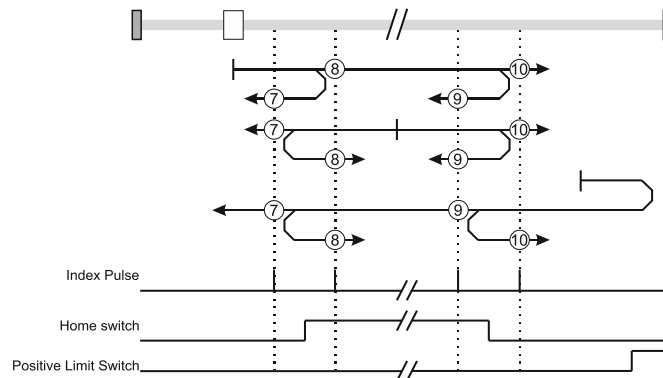 8 10
7 9
7 10
8 9
7 9
8 10
Index Pulse
Home switch
Positive Limit Switch